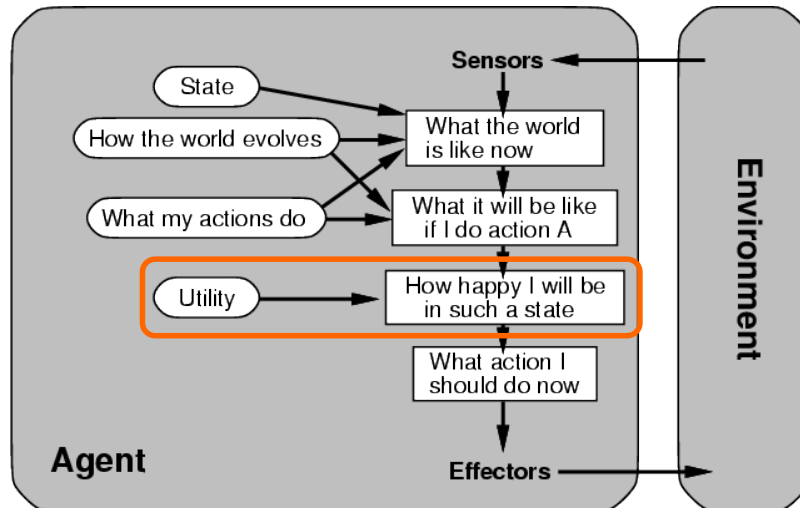 Sensors
State
What the world
is like now
How the world evolves
What my actions do
What it will be like
if I do action A
Utility
How happy I will be
in such a state
What action I
should do now
Agent
Effectors
Environment